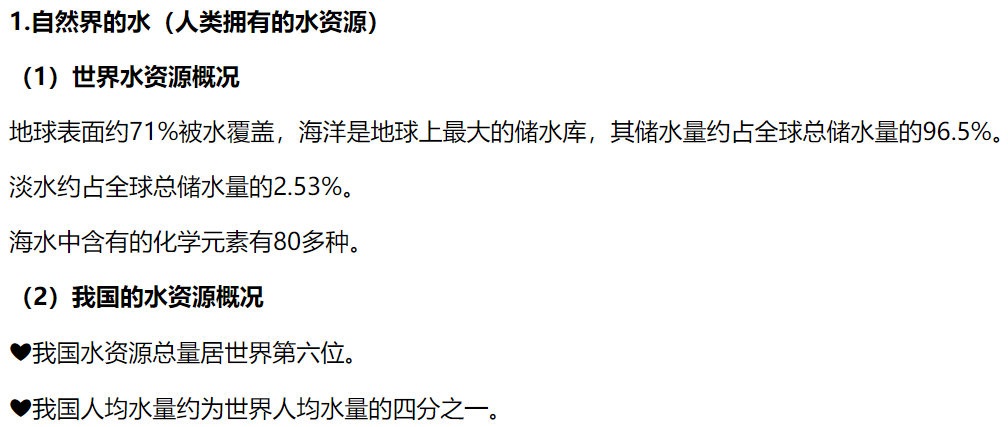 1.自然界的水（人类拥有的水资源）
（1）世界水资源概况
地球表面约71%被水覆盖，海洋是地球上最大的储水库，其储水量约占全球总储水量的96.5%。
淡水约占全球总储水量的2.53%。
海水中含有的化学元素有80多种。
（2）我国的水资源概况
❤我国水资源总量居世界第六位。
❤我国人均水量约为世界人均水量的四分之一。